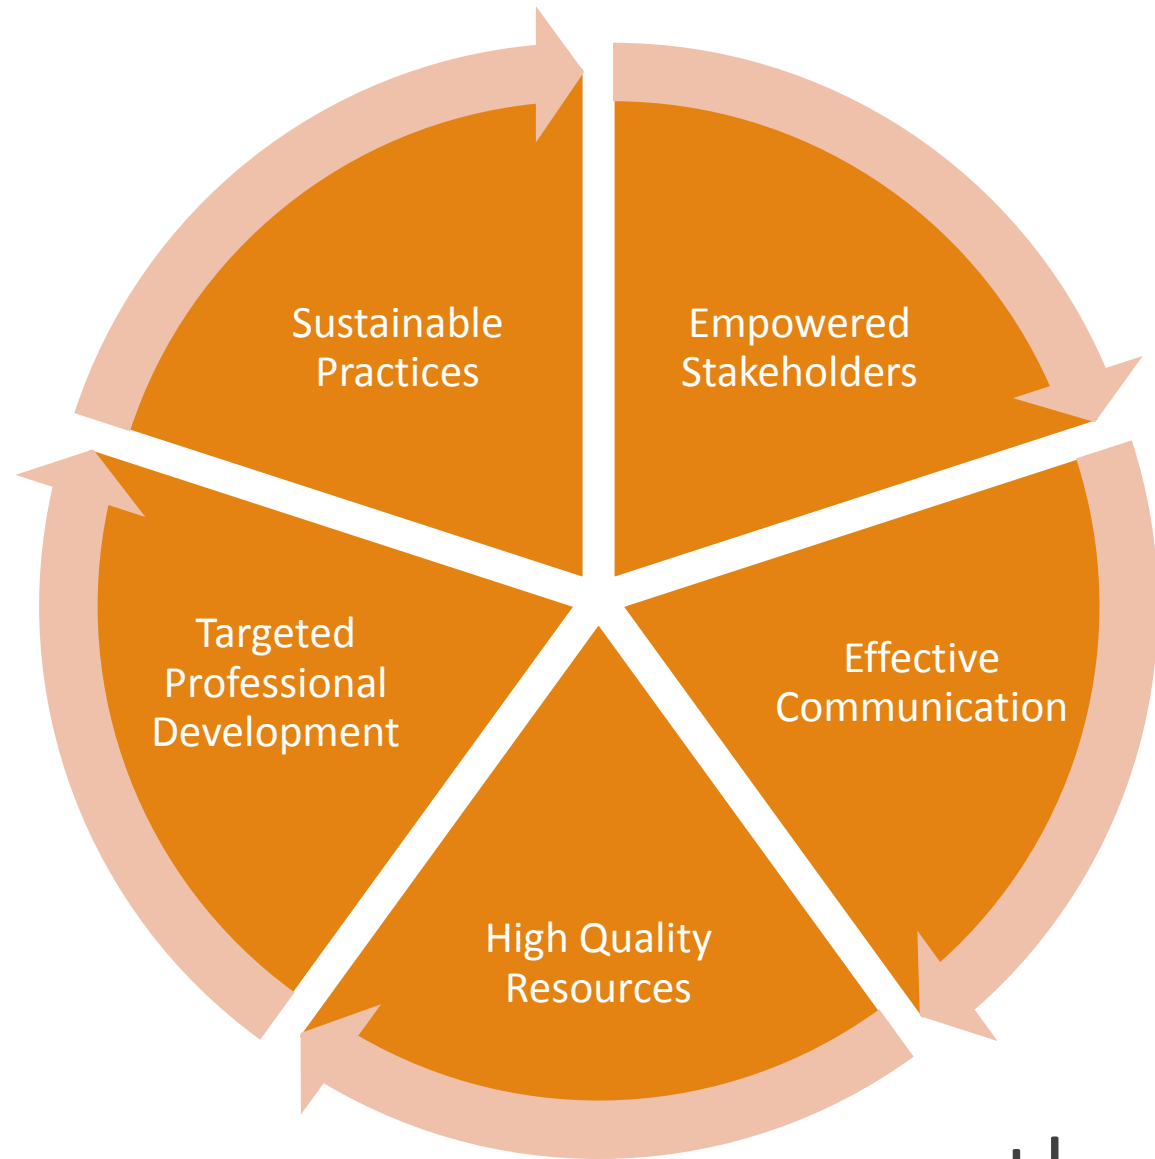 Sustainable
Practices
Empowered
Stakeholders
Effective
Communication
High Quality
Resources
Targeted
Professional
Development